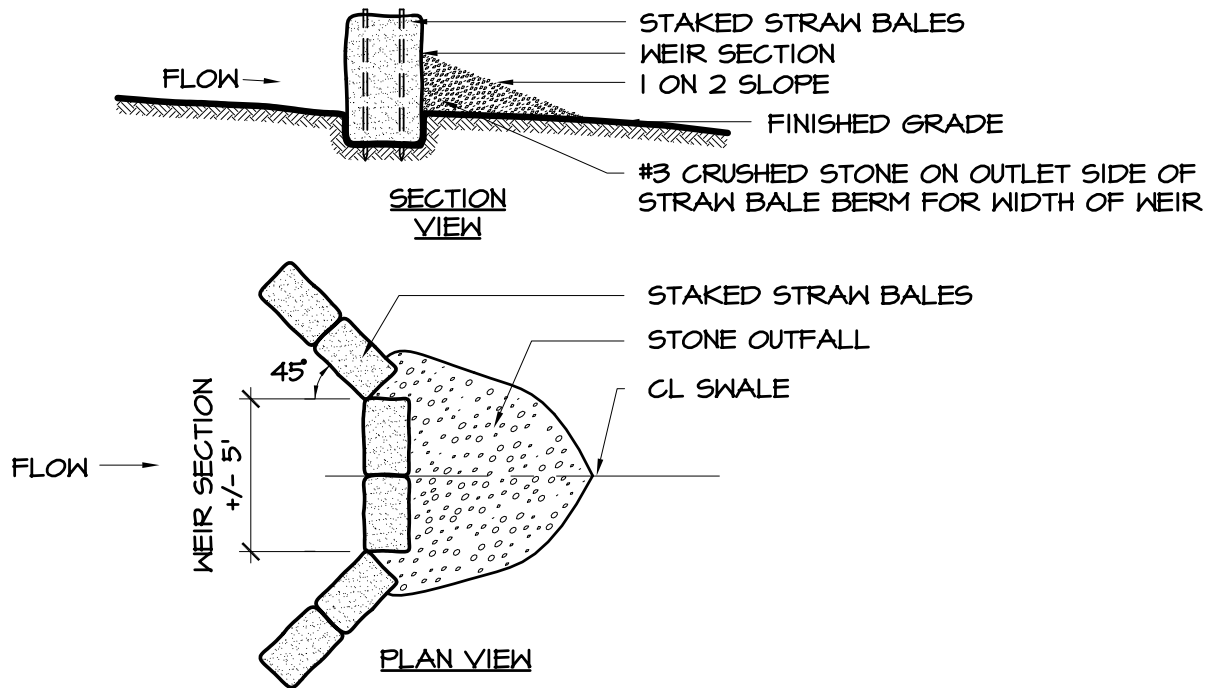 STAKED STRAW BALES
WEIR SECTION
1 ON 2 SLOPE
FLOW
FINISHED GRADE
#3 CRUSHED STONE ON OUTLET SIDE OF
STRAW BALE BERM FOR WIDTH OF WEIR
SECTION
VIEW
STAKED STRAW BALES
STONE OUTFALL
45°
CL SWALE
WEIR SECTION
+/- 5'
FLOW
PLAN VIEW